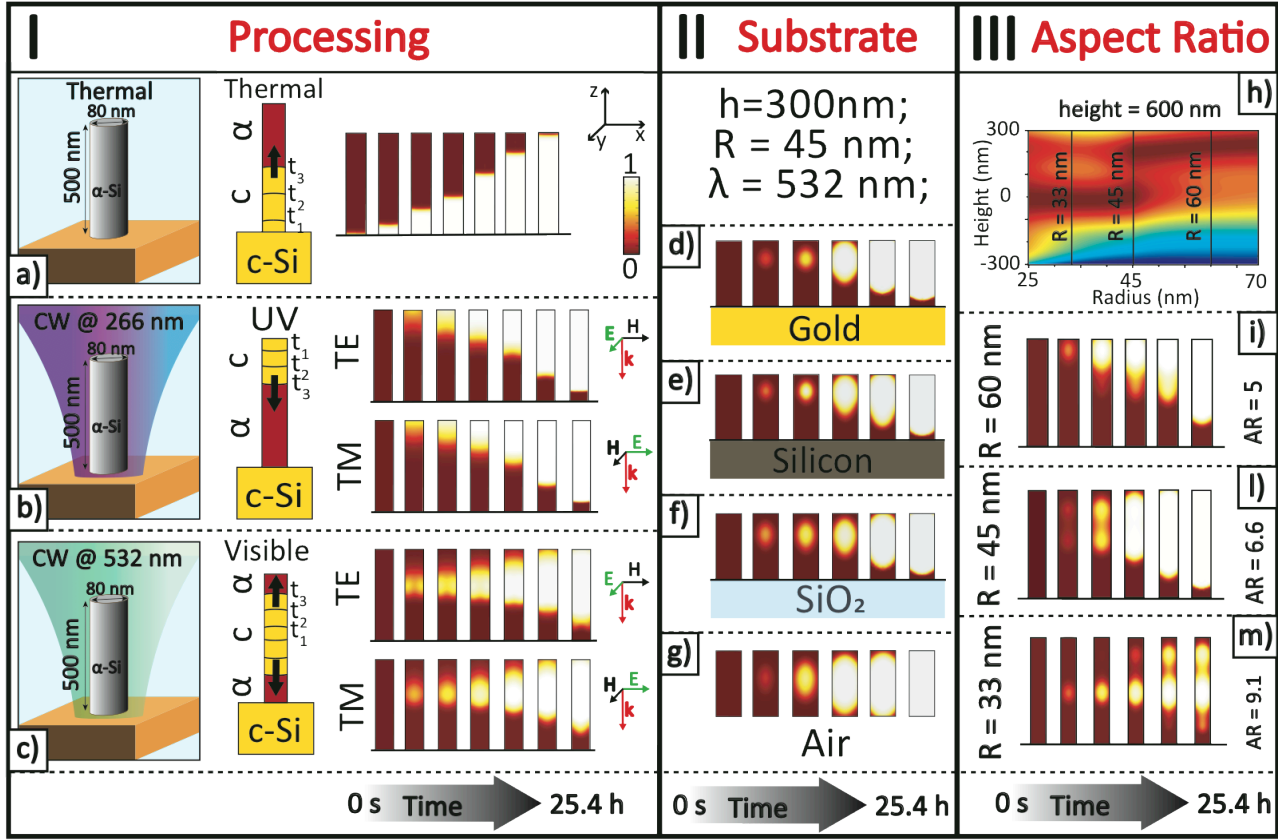 I Processing
II Substrate
III Aspect Ratio
Thermal
80 nm
500 nm
α-Si
a)
Thermal
α
c
t3
t2
t1
c-Si
z
x
y
1
0
CW @ 266 nm
80 nm
500 nm
α-Si
b)
UV
c
α
t1
t2
t3
c-Si
TE
E
H
k
TM
H
E
k
CW @ 532 nm
80 nm
500 nm
α-Si
c)
Visible
α
c
α
t3
t2
t1
c-Si
TE
E
H
k
TM
H
E
k
0 s Time 25.4 h
h=300nm;
R = 45 nm;
λ = 532 nm;
d)
Gold
e)
Silicon
f)
SiO₂
g)
Air
0 s Time 25.4 h
h)
height = 600 nm
Height (nm)
300
0
-300
R = 33 nm
R = 45 nm
R = 60 nm
25 45 70
Radius (nm)
i)
R = 60 nm
AR = 5
l)
R = 45 nm
AR = 6.6
m)
R = 33 nm
AR = 9.1
0 s Time 25.4 h